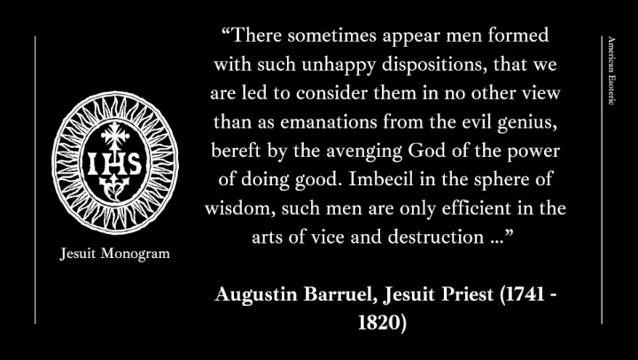 “There sometimes appear men formed
with such unhappy dispositions, that we
are led to consider them in no other view
than as emanations from the evil genius,
bereft by the avenging God of the power
of doing good. Imbecil in the sphere of
wisdom, such men are only efficient in the
arts of vice and destruction ...”
Augustin Barruel, Jesuit Priest (1741 -
1820)
IHS
Jesuit Monogram
American Esoteric